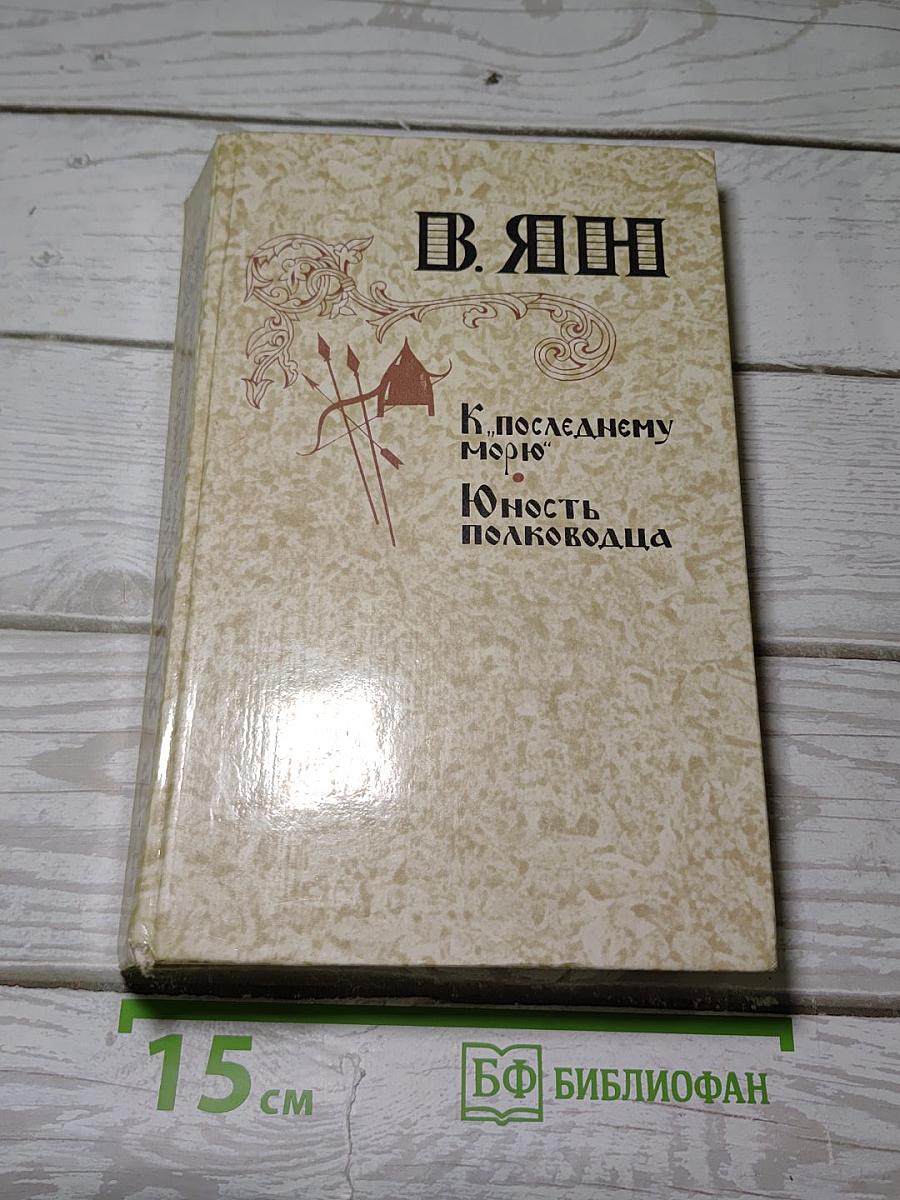 В. ЯН
К „последнему
морю“
Юность
полководца
15 см
БФ БИБЛИОФАН